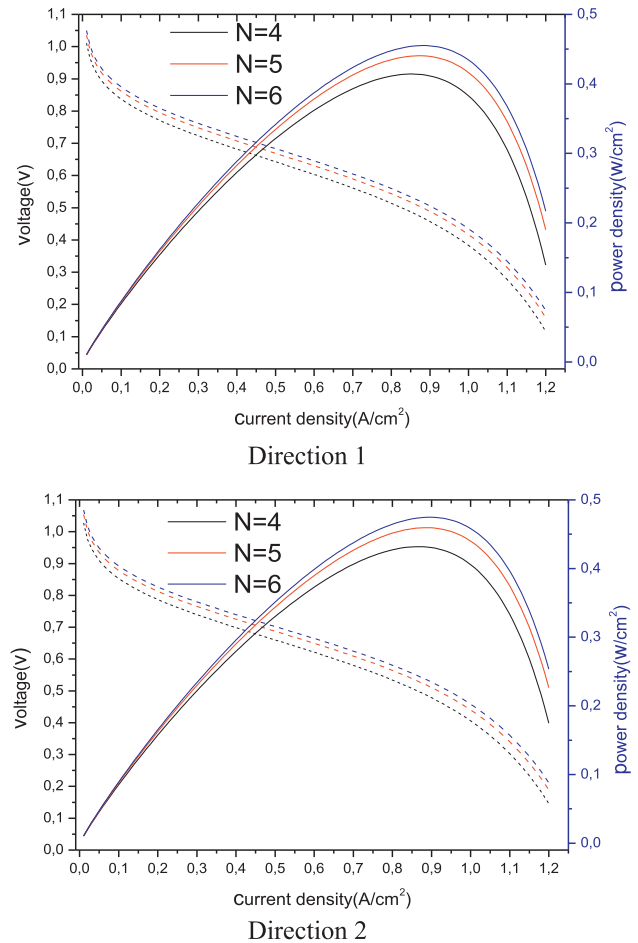 N=4
N=5
N=6
1,1
1,0
0,9
0,8
0,7
0,6
0,5
0,4
0,3
0,2
0,1
0,0
voltage(v)
0,5
0,4
0,3
0,2
0,1
0,0
power density(w/cm²)
0,0 0,1 0,2 0,3 0,4 0,5 0,6 0,7 0,8 0,9 1,0 1,1 1,2
current density(A/cm²)
Direction 1
N=4
N=5
N=6
1,1
1,0
0,9
0,8
0,7
0,6
0,5
0,4
0,3
0,2
0,1
0,0
voltage(v)
0,5
0,4
0,3
0,2
0,1
0,0
power density(w/cm²)
0,0 0,1 0,2 0,3 0,4 0,5 0,6 0,7 0,8 0,9 1,0 1,1 1,2
current density(A/cm²)
Direction 2